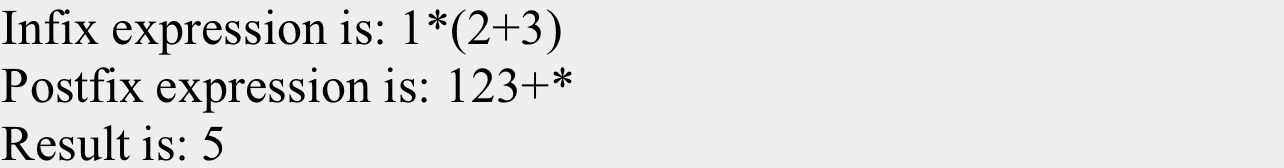 Infix expression is: 1*(2+3)
Postfix expression is: 123+*
Result is: 5